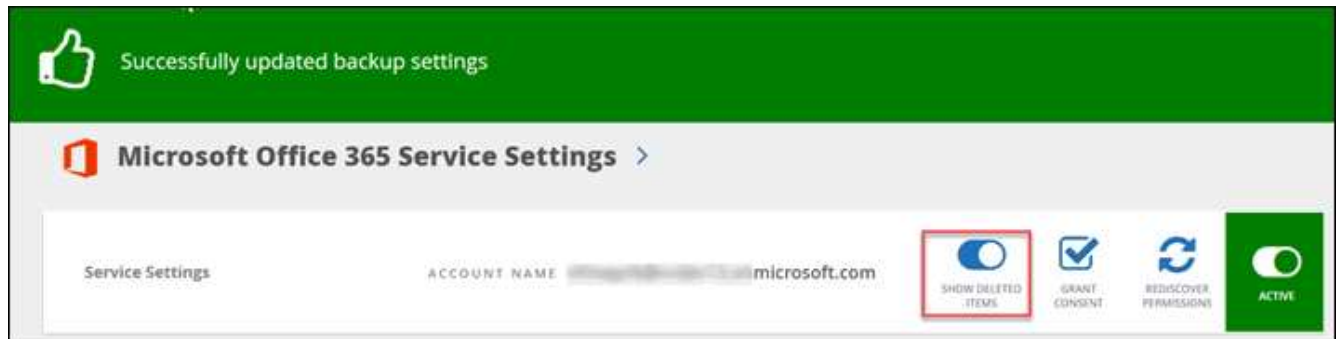 Successfully updated backup settings
Microsoft Office 365 Service Settings >
Service Settings
ACCOUNT NAME
microsoft.com
SHOW DELETED
ITEMS
GRANT
CONSENT
REDISCOVER
PERMISSIONS
ACTIVE